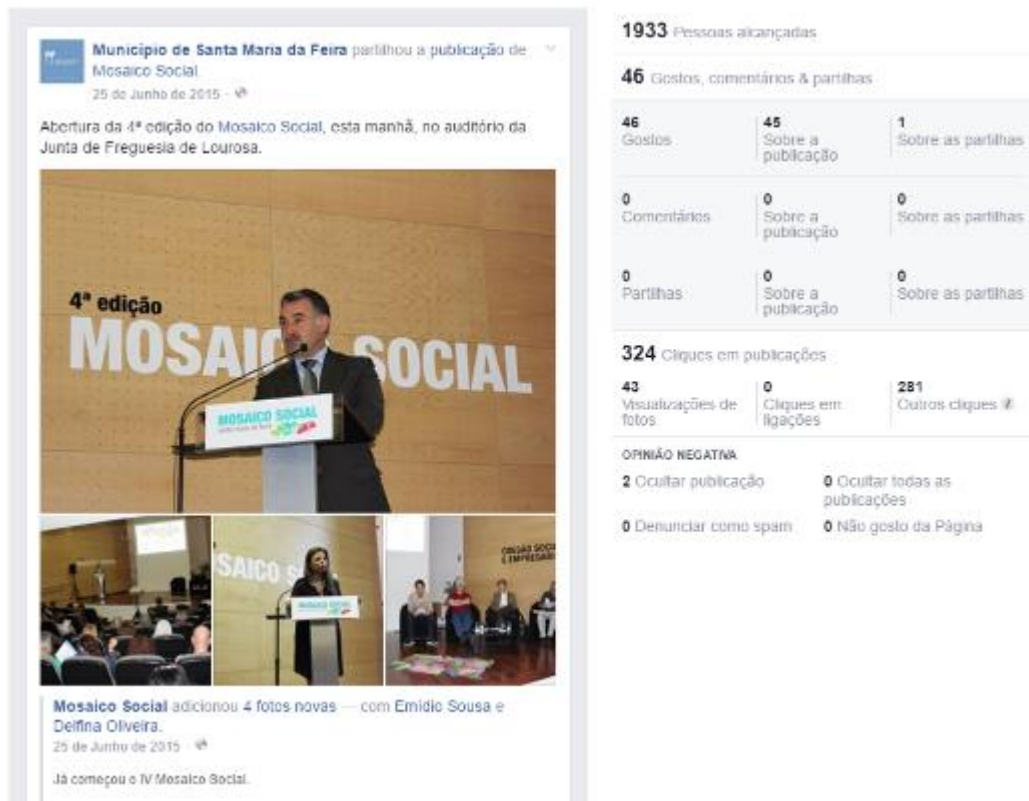 Município de Santa Maria da Feira partilhou a publicação de
Mosaico Social.
25 de Junho de 2015 ·
Abertura da 4ª edição do Mosaico Social, esta manhã, no auditório da
Junta de Freguesia de Lourosa.
4ª edição
MOSAICO SOCIAL
MOSAICO SOCIAL
SAICO S
MOSAICO SOCIAL
COESÃO SOCI
E EMPREGABI
Mosaico Social adicionou 4 fotos novas — com Emídio Sousa e
Delfina Oliveira.
25 de Junho de 2015 ·
Já começou o IV Mosaico Social.
1933 Pessoas alcançadas
46 Gostos, comentários & partilhas
46
Gostos
45
Sobre a
publicação
1
Sobre as partilhas
0
Comentários
0
Sobre a
publicação
0
Sobre as partilhas
0
Partilhas
0
Sobre a
publicação
0
Sobre as partilhas
324 Cliques em publicações
43
Visualizações de
fotos
0
Cliques em
ligações
281
Outros cliques
OPINIÃO NEGATIVA
2 Ocultar publicação
0 Ocultar todas as
publicações
0 Denunciar como spam
0 Não gosto da Página